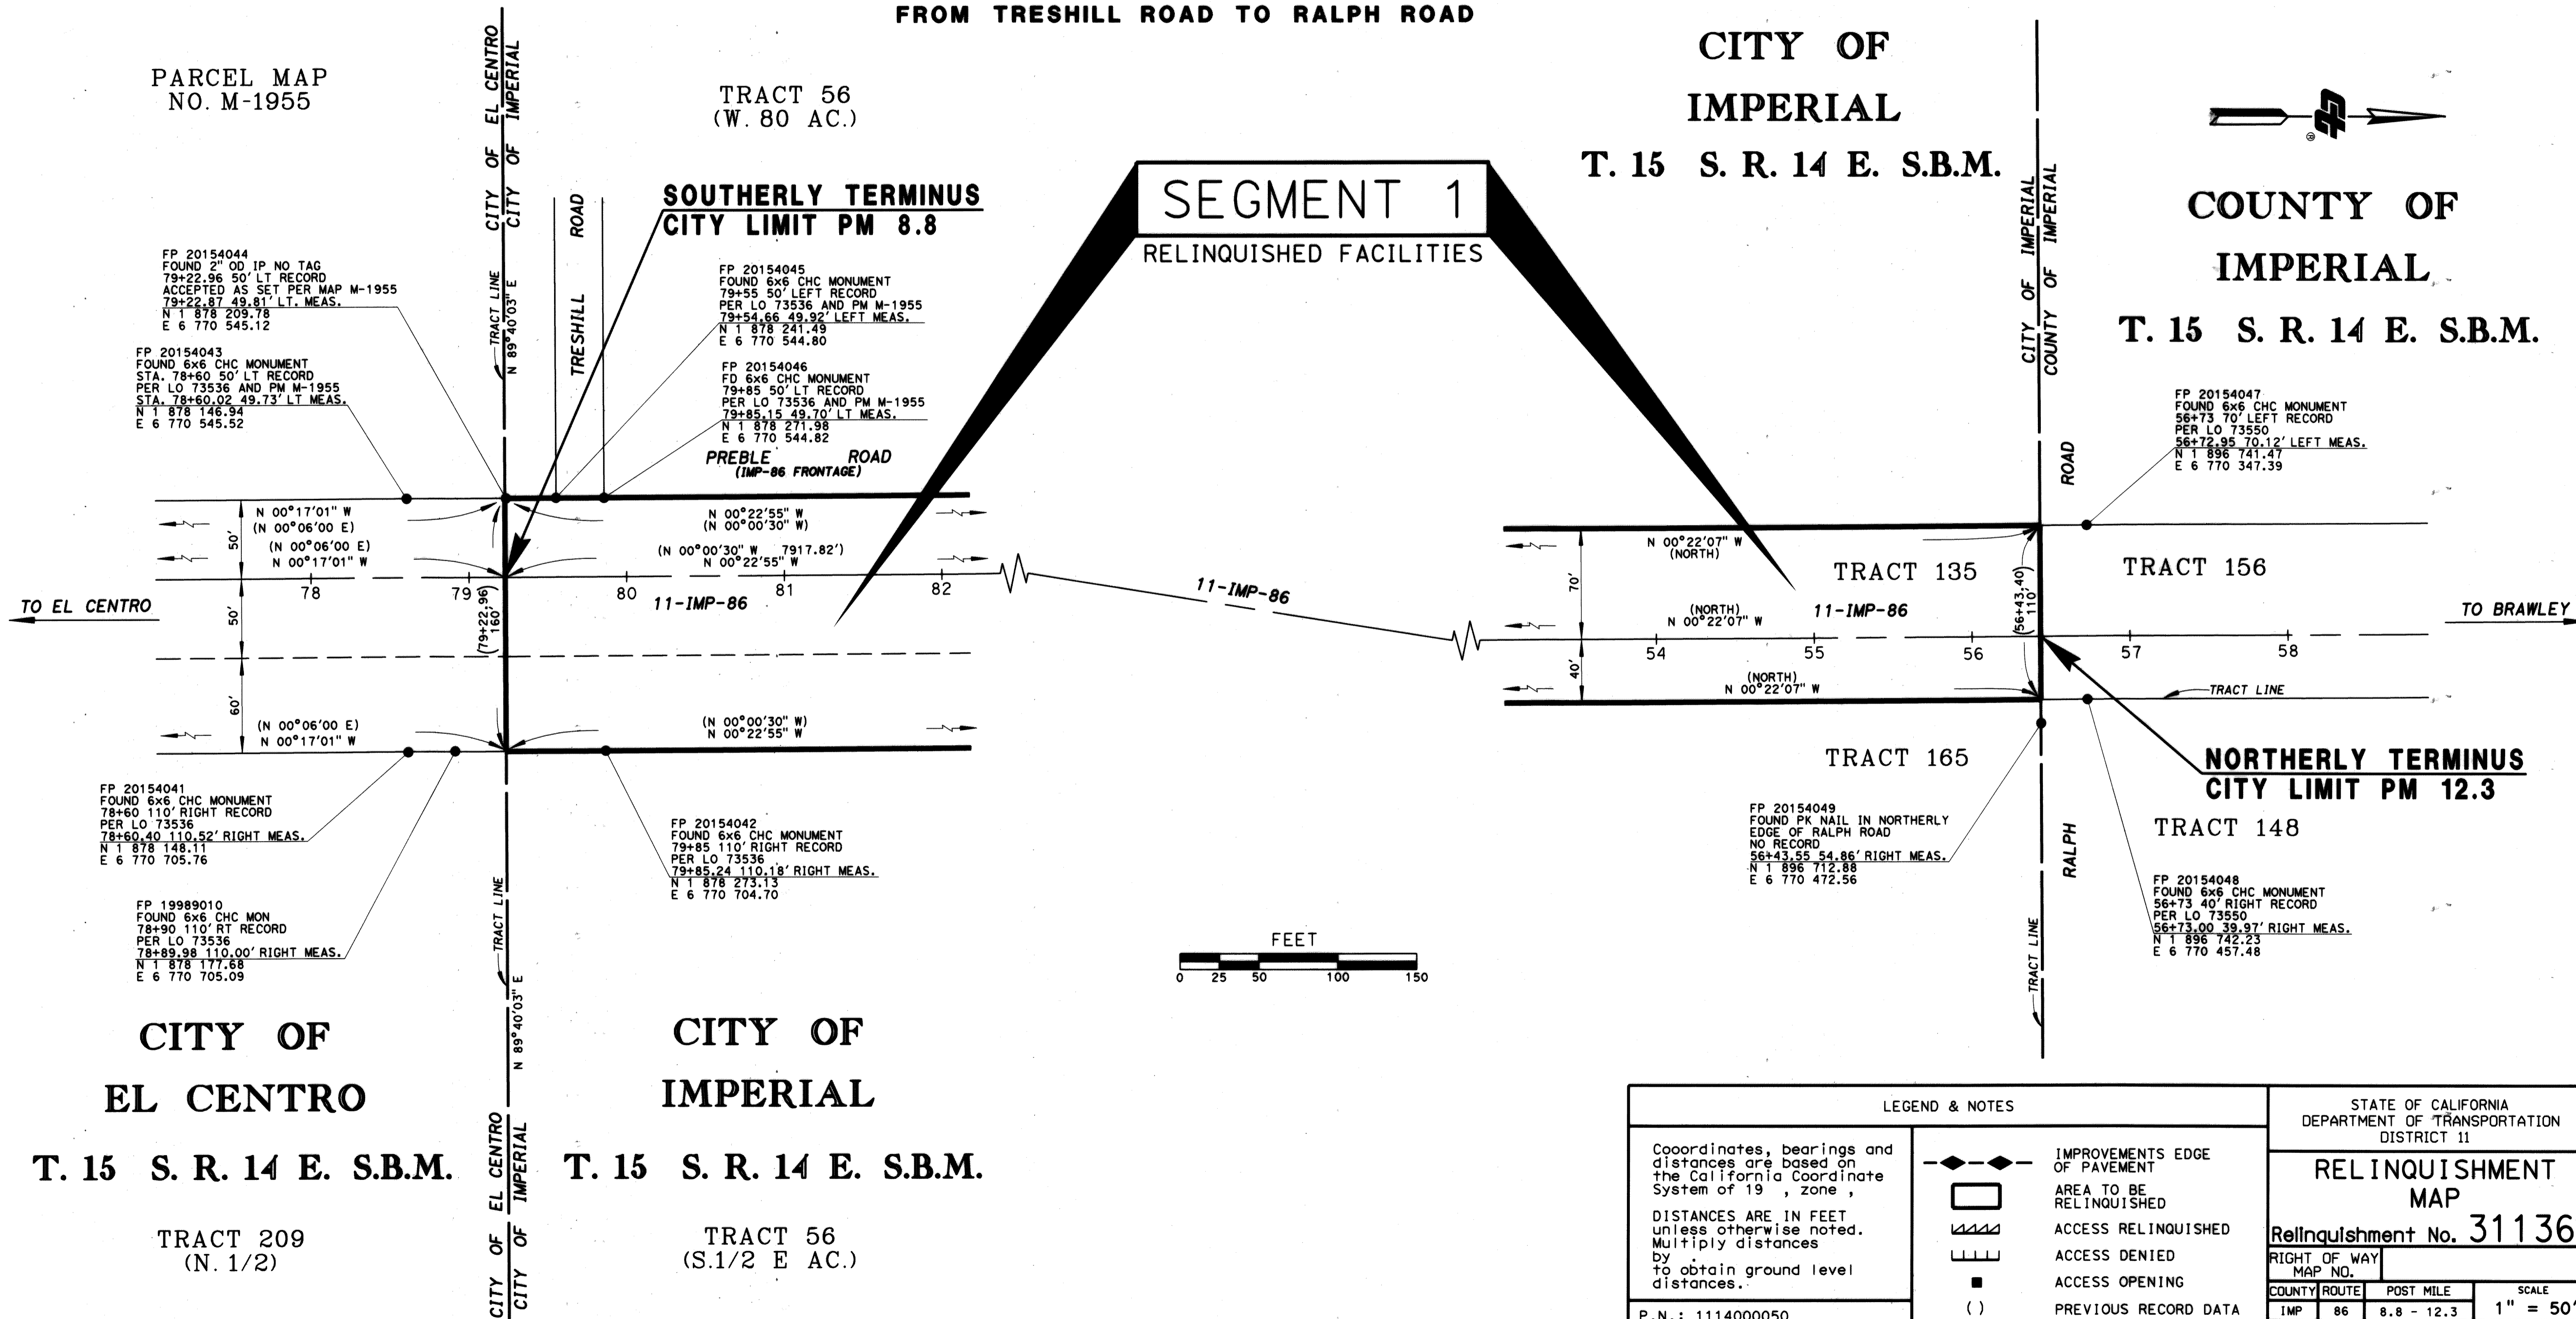 FROM TRESHILL ROAD TO RALPH ROAD
PARCEL MAP
NO. M-1955
CITY OF EL CENTRO
CITY OF IMPERIAL
TRACT 56
(W. 80 AC.)
CITY OF
IMPERIAL
T. 15 S. R. 14 E. S.B.M.
®
COUNTY OF
IMPERIAL
T. 15 S. R. 14 E. S.B.M.
CITY OF IMPERIAL
COUNTY OF IMPERIAL
SOUTHERLY TERMINUS
CITY LIMIT PM 8.8
SEGMENT 1
RELINQUISHED FACILITIES
TRESHILL ROAD
TRACT LINE
N 89°40'03" E
FP 20154044
FOUND 2" OD IP NO TAG
79+22.96 50' LT RECORD
ACCEPTED AS SET PER MAP M-1955
79+22.87 49.81' LT. MEAS.
N 1 878 209.78
E 6 770 545.12
FP 20154043
FOUND 6x6 CHC MONUMENT
STA. 78+60 50' LT RECORD
PER LO 73536 AND PM M-1955
STA. 78+60.02 49.73' LT MEAS.
N 1 878 146.94
E 6 770 545.52
FP 20154045
FOUND 6x6 CHC MONUMENT
79+55 50' LEFT RECORD
PER LO 73536 AND PM M-1955
79+54.66 49.92' LEFT MEAS.
N 1 878 241.49
E 6 770 544.80
FP 20154046
FD 6x6 CHC MONUMENT
79+85 50' LT RECORD
PER LO 73536 AND PM M-1955
79+85.15 49.70' LT MEAS.
N 1 878 271.98
E 6 770 544.82
PREBLE ROAD
(IMP-86 FRONTAGE)
FP 20154047
FOUND 6x6 CHC MONUMENT
56+73 70' LEFT RECORD
PER LO 73550
56+72.95 70.12' LEFT MEAS.
N 1 896 741.47
E 6 770 347.39
ROAD
N 00°17'01" W
(N 00°06'00 E)
(N 00°06'00 E)
N 00°17'01" W
50'
50'
60'
N 00°22'55" W
(N 00°00'30" W)
(N 00°00'30" W 7917.82')
N 00°22'55" W
78
79
80
81
82
11-IMP-86
(79+22.96)
160'
TO EL CENTRO
(N 00°06'00 E)
N 00°17'01" W
(N 00°00'30" W)
N 00°22'55" W
11-IMP-86
N 00°22'07" W
(NORTH)
70'
40'
TRACT 135
(56+43.40)
110'
TRACT 156
(NORTH)
N 00°22'07" W
11-IMP-86
TO BRAWLEY
54
55
56
57
58
(NORTH)
N 00°22'07" W
TRACT LINE
TRACT 165
NORTHERLY TERMINUS
CITY LIMIT PM 12.3
TRACT 148
RALPH
FP 20154041
FOUND 6x6 CHC MONUMENT
78+60 110' RIGHT RECORD
PER LO 73536
78+60.40 110.52' RIGHT MEAS.
N 1 878 148.11
E 6 770 705.76
FP 19989010
FOUND 6x6 CHC MON
78+90 110' RT RECORD
PER LO 73536
78+89.98 110.00' RIGHT MEAS.
N 1 878 177.68
E 6 770 705.09
FP 20154042
FOUND 6x6 CHC MONUMENT
79+85 110' RIGHT RECORD
PER LO 73536
79+85.24 110.18' RIGHT MEAS.
N 1 878 273.13
E 6 770 704.70
TRACT LINE
N 89°40'03" E
FP 20154049
FOUND PK NAIL IN NORTHERLY
EDGE OF RALPH ROAD
NO RECORD
56+43.55 54.86' RIGHT MEAS.
N 1 896 712.88
E 6 770 472.56
FP 20154048
FOUND 6x6 CHC MONUMENT
56+73 40' RIGHT RECORD
PER LO 73550
56+73.00 39.97' RIGHT MEAS.
N 1 896 742.23
E 6 770 457.48
TRACT LINE
FEET
0 25 50 100 150
CITY OF
EL CENTRO
T. 15 S. R. 14 E. S.B.M.
TRACT 209
(N. 1/2)
CITY OF EL CENTRO
CITY OF IMPERIAL
CITY OF
IMPERIAL
T. 15 S. R. 14 E. S.B.M.
TRACT 56
(S.1/2 E AC.)
LEGEND & NOTES
Cooordinates, bearings and
distances are based on
the California Coordinate
System of 19 , zone ,
DISTANCES ARE IN FEET
unless otherwise noted.
Multiply distances
by .
to obtain ground level
distances.
P.N.: 1114000050
IMPROVEMENTS EDGE
OF PAVEMENT
AREA TO BE
RELINQUISHED
ACCESS RELINQUISHED
ACCESS DENIED
ACCESS OPENING
( ) PREVIOUS RECORD DATA
STATE OF CALIFORNIA
DEPARTMENT OF TRANSPORTATION
DISTRICT 11
RELINQUISHMENT
MAP
Relinquishment No. 31136
RIGHT OF WAY
MAP NO.
COUNTY ROUTE POST MILE SCALE
IMP 86 8.8 - 12.3 1" = 50'